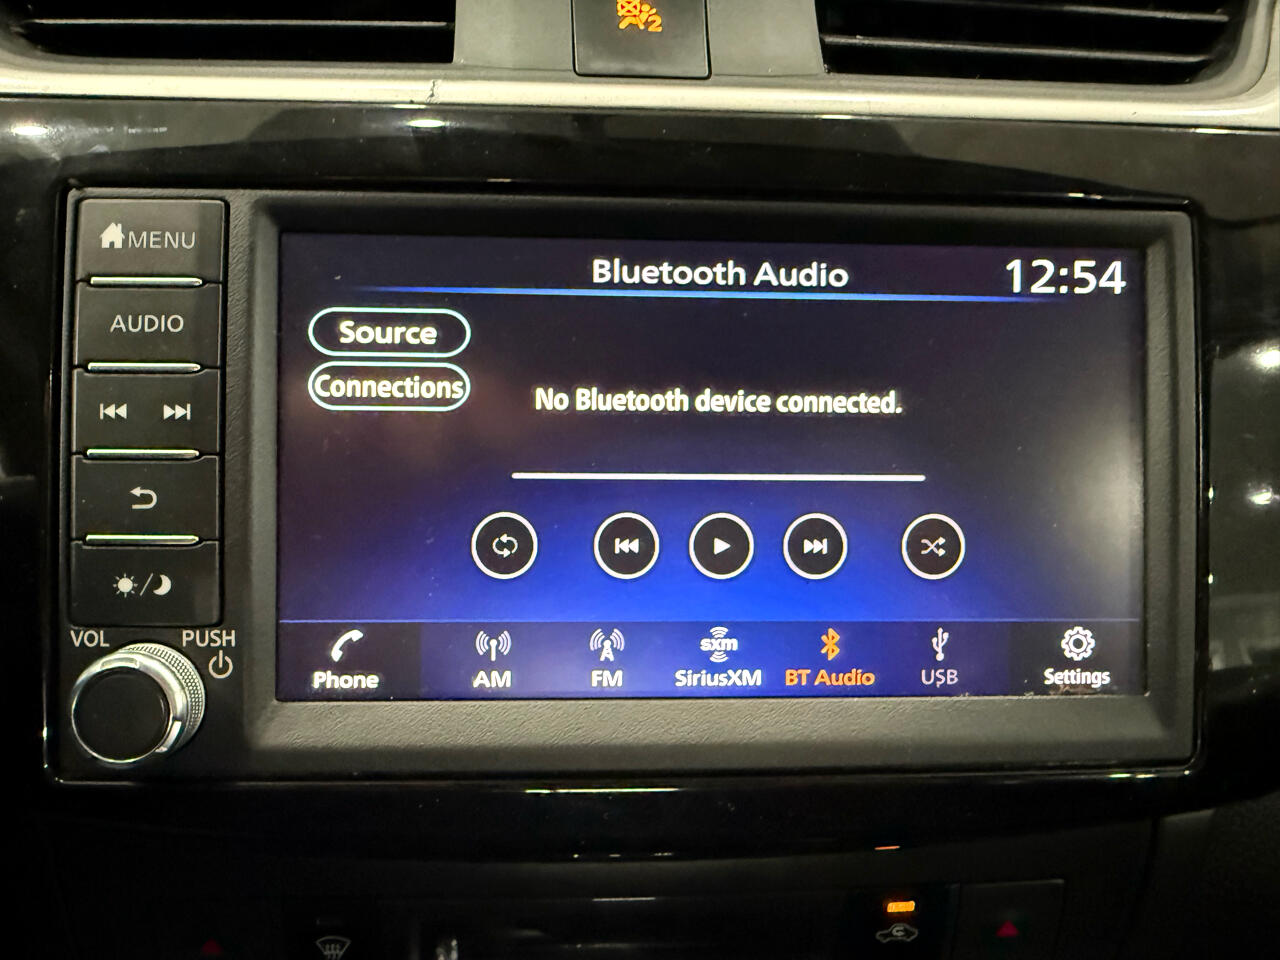 2
MENU
Bluetooth Audio
12:54
AUDIO
Source
Connections
No Bluetooth device connected.
VOL
PUSH
Phone
AM
FM
sxm
SiriusXM
BT Audio
USB
Settings